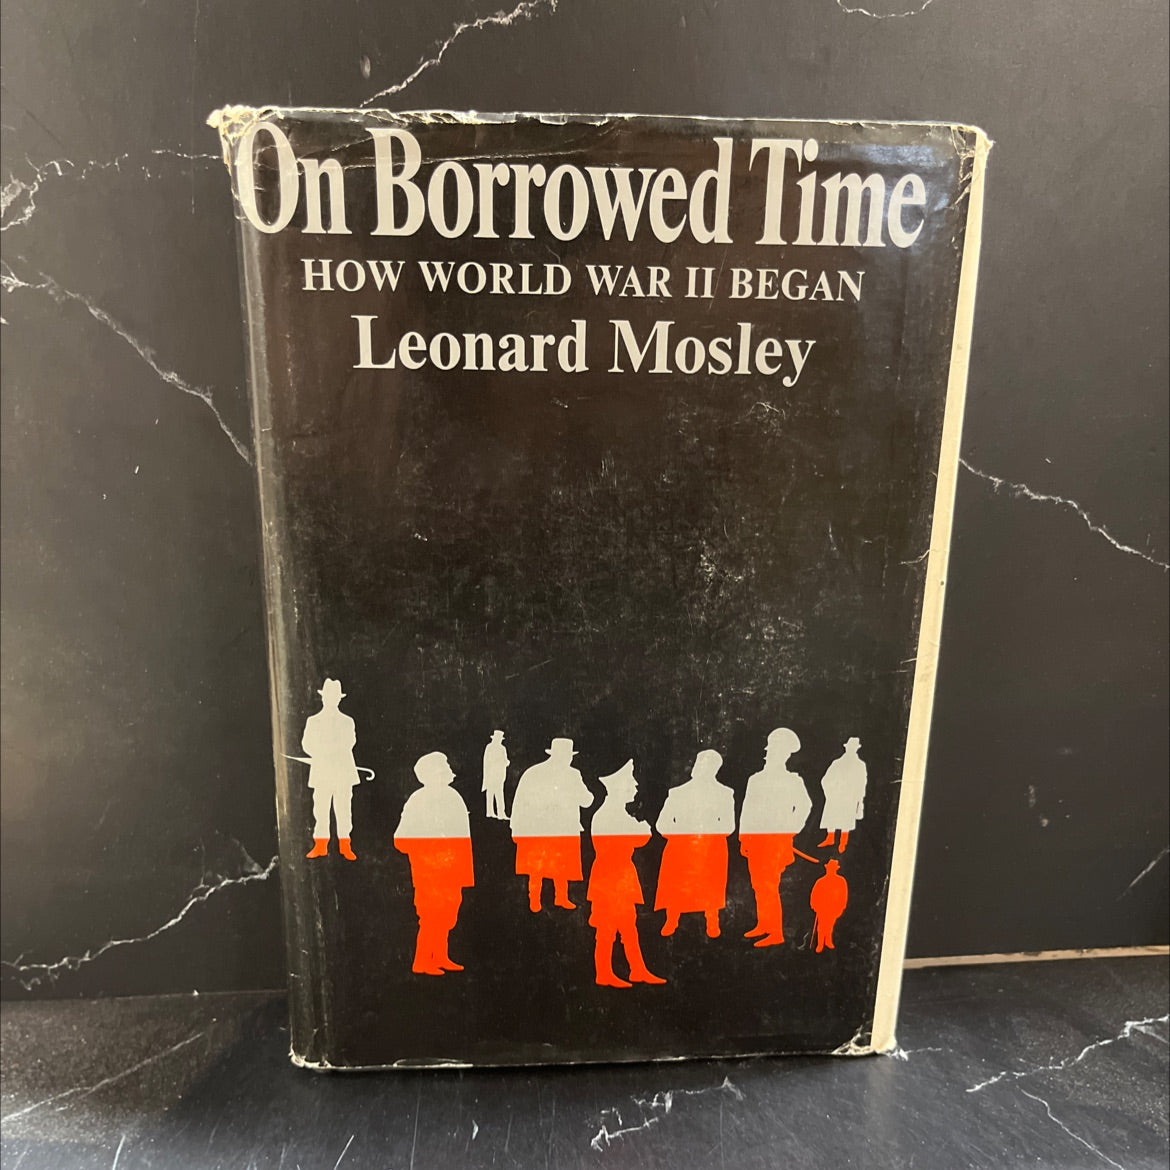 On Borrowed Time
HOW WORLD WAR II BEGAN
Leonard Mosley